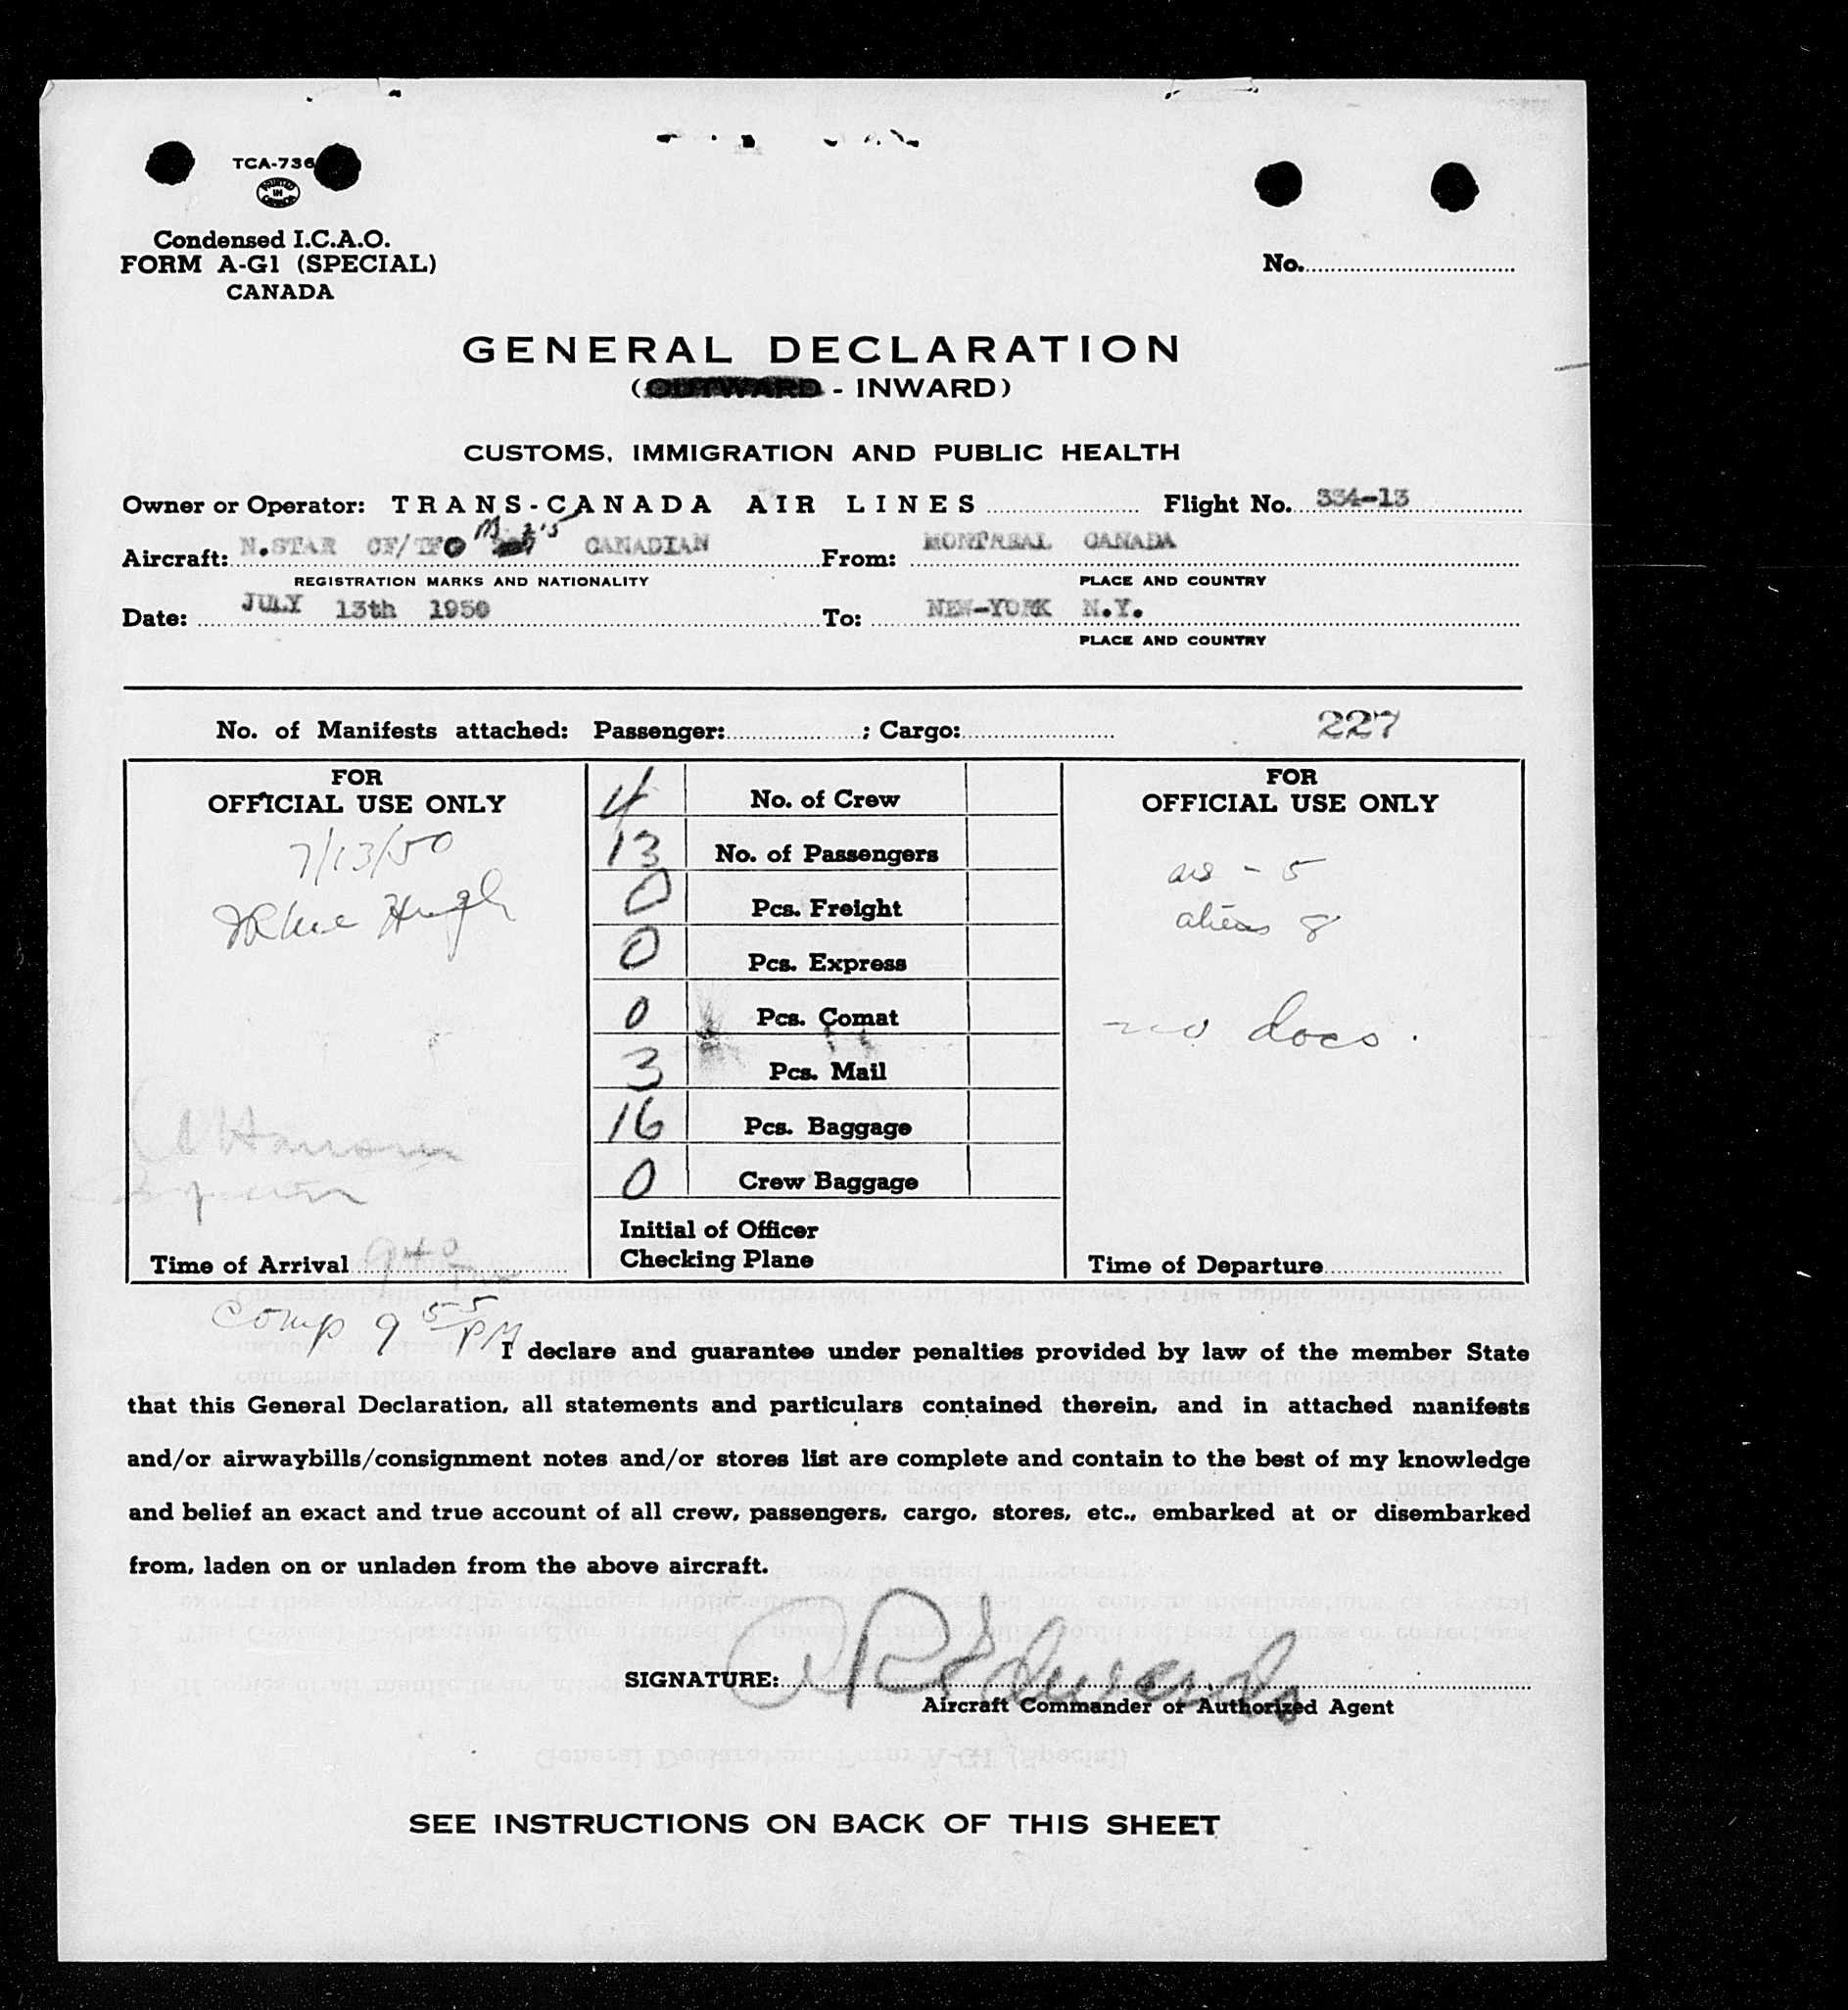 TCA-736
PRINTED IN CANADA
Condensed I.C.A.O.
FORM A-G1 (SPECIAL)
CANADA
No.
GENERAL DECLARATION
(OUTWARD - INWARD)
CUSTOMS, IMMIGRATION AND PUBLIC HEALTH
Owner or Operator: TRANS-CANADA AIR LINES Flight No. 334-13
Aircraft: N.STAR CF/TFO CANADIAN From: MONTREAL CANADA
REGISTRATION MARKS AND NATIONALITY PLACE AND COUNTRY
Date: JULY 13th 1950 To: NEW-YORK N.Y.
PLACE AND COUNTRY
No. of Manifests attached: Passenger: ; Cargo: 227
FOR
OFFICIAL USE ONLY
7/13/50
Time of Arrival 940
4 No. of Crew
13 No. of Passengers
0 Pcs. Freight
0 Pcs. Express
0 Pcs. Comat
3 Pcs. Mail
16 Pcs. Baggage
0 Crew Baggage
Initial of Officer
Checking Plane
FOR
OFFICIAL USE ONLY
- 5
aliens 8
no docs.
Time of Departure
Comp 9 55 PM
I declare and guarantee under penalties provided by law of the member State
that this General Declaration, all statements and particulars contained therein, and in attached manifests
and/or airwaybills/consignment notes and/or stores list are complete and contain to the best of my knowledge
and belief an exact and true account of all crew, passengers, cargo, stores, etc., embarked at or disembarked
from, laden on or unladen from the above aircraft.
SIGNATURE: Edwards
Aircraft Commander or Authorized Agent
SEE INSTRUCTIONS ON BACK OF THIS SHEET